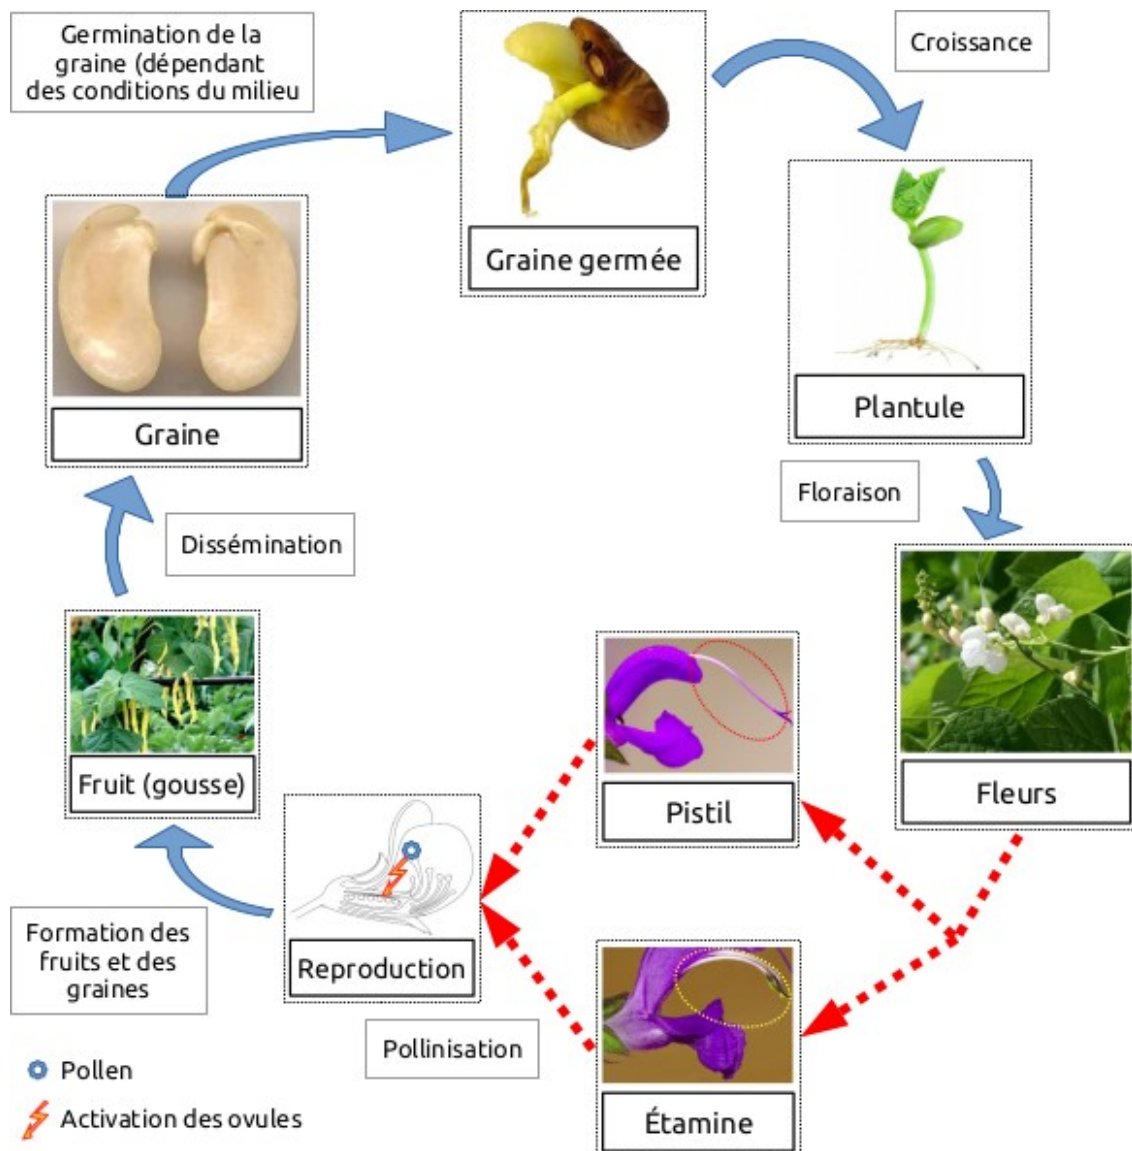 Germination de la
graine (dépendant
des conditions du milieu
Croissance
Graine germée
Graine
Plantule
Floraison
Dissémination
Fleurs
Pistil
Fruit (gousse)
Reproduction
Formation des
fruits et des
graines
Pollinisation
Étamine
Pollen
Activation des ovules